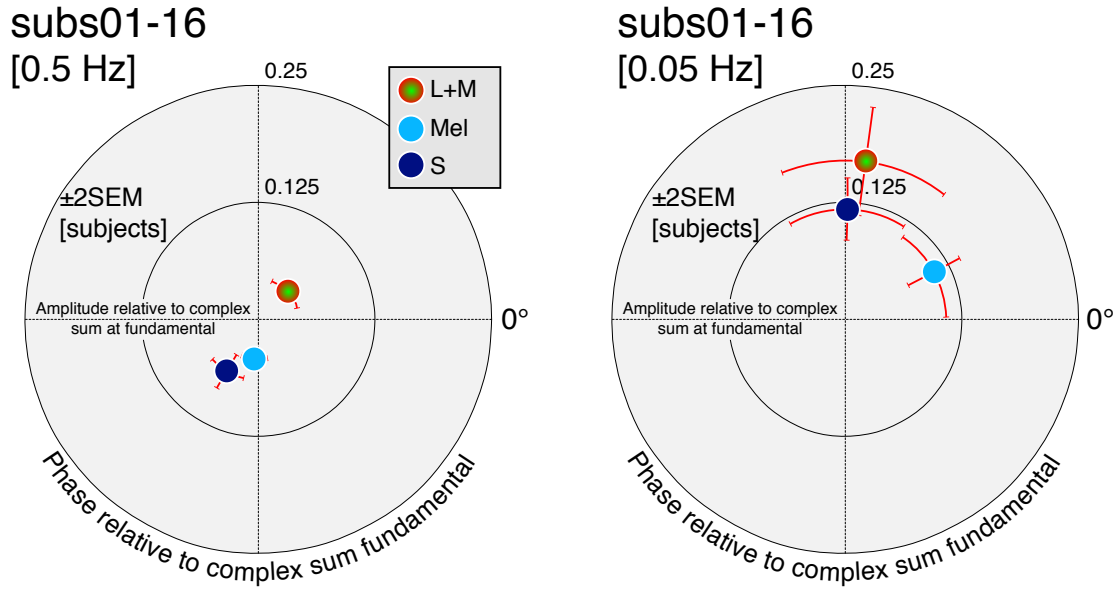 subs01-16
[0.5 Hz]
0.25
L+M
Mel
S
0.125
±2SEM
[subjects]
Amplitude relative to complex
sum at fundamental
0°
Phase relative to complex sum fundamental
subs01-16
[0.05 Hz]
0.25
0.125
±2SEM
[subjects]
Amplitude relative to complex
sum at fundamental
0°
Phase relative to complex sum fundamental